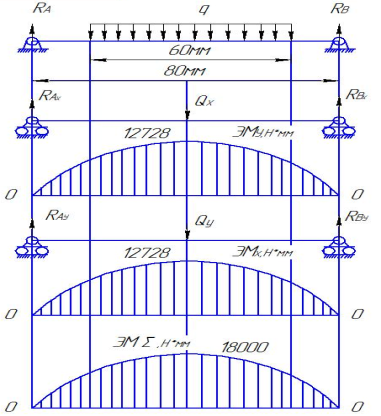 RA q RB
60мм
80мм
RAx Qx RBx
12728 ЭМy,Н*мм
0 0
RAy Qy RBy
12728 ЭМx,Н*мм
0 0
ЭМ Σ ,Н*мм 18000
0 0